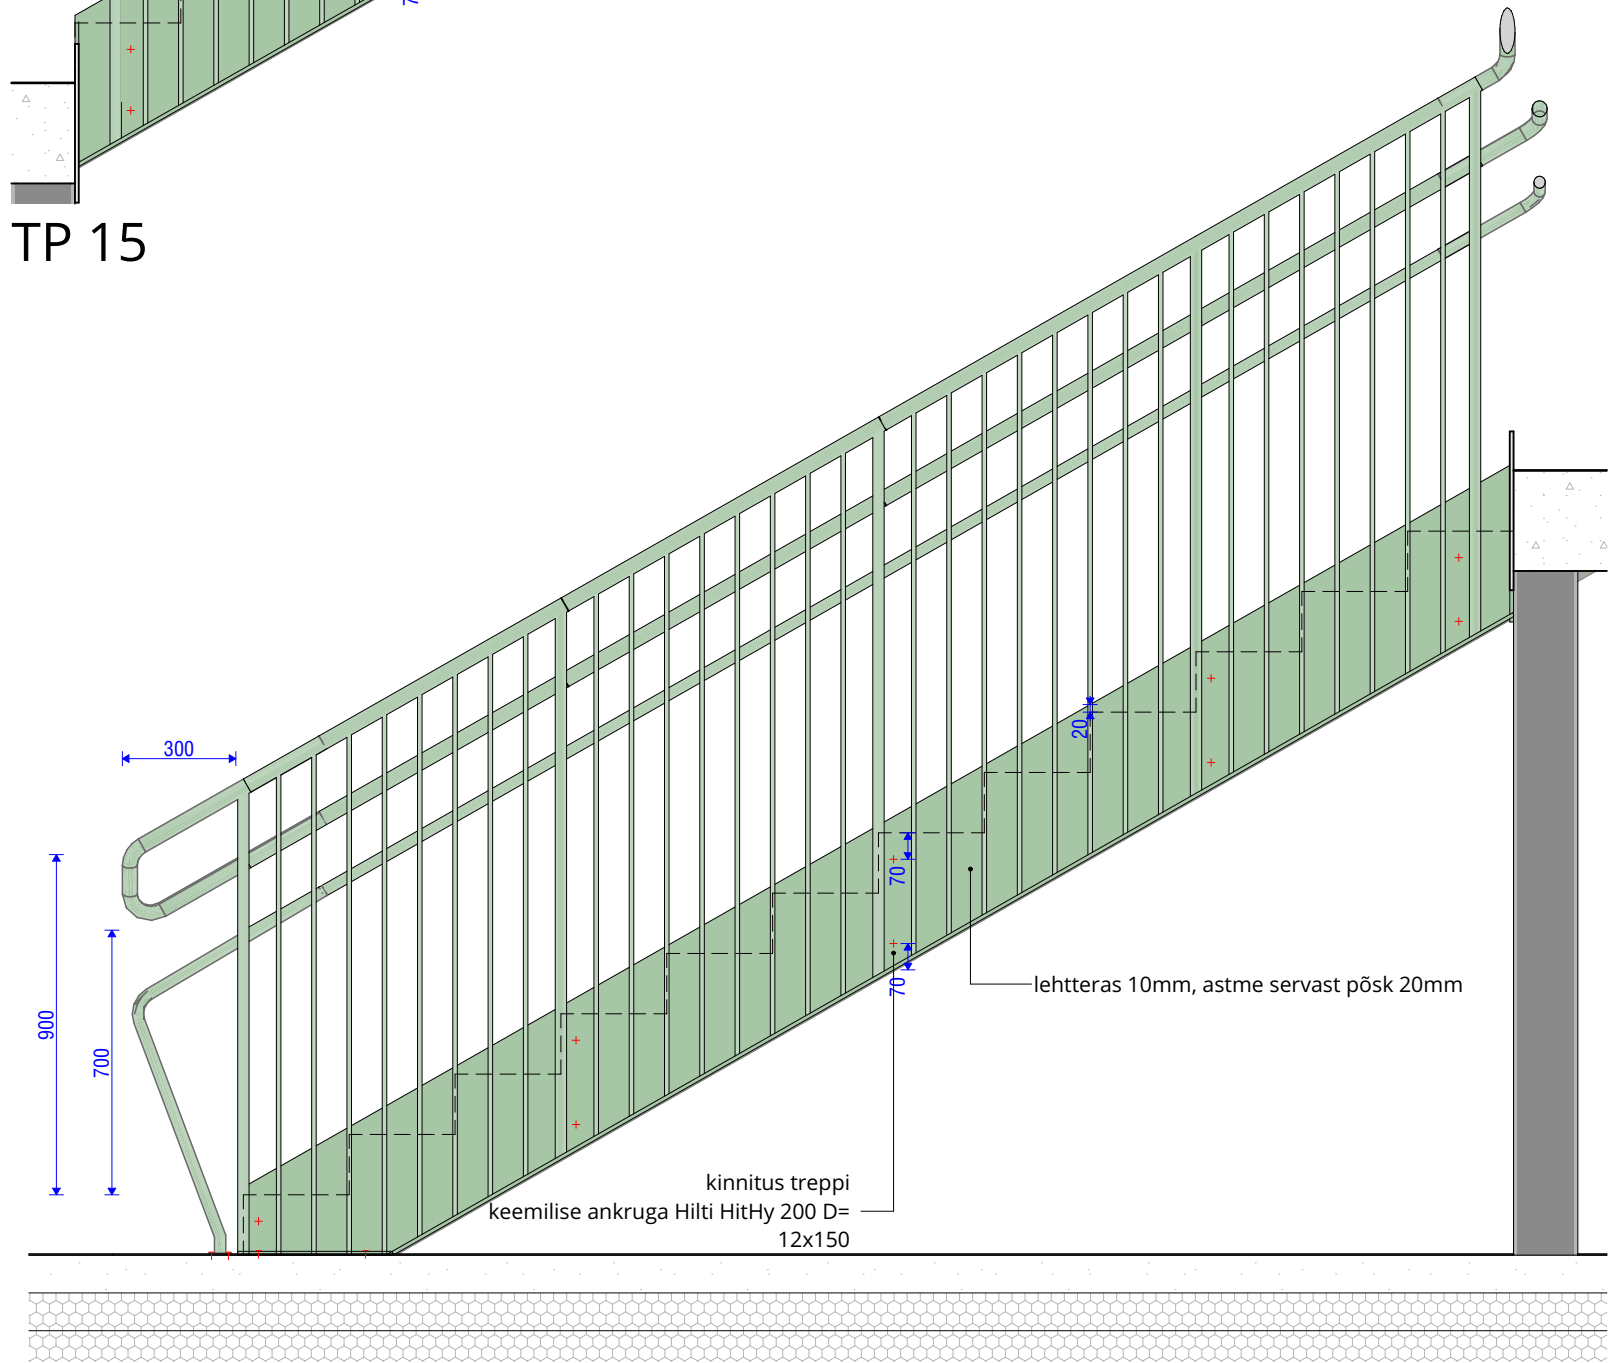 TP 15
300
900
700
20
70
70
lehtteras 10mm, astme servast põsk 20mm
kinnitus treppi
keemilise ankruga Hilti HitHy 200 D=
12x150